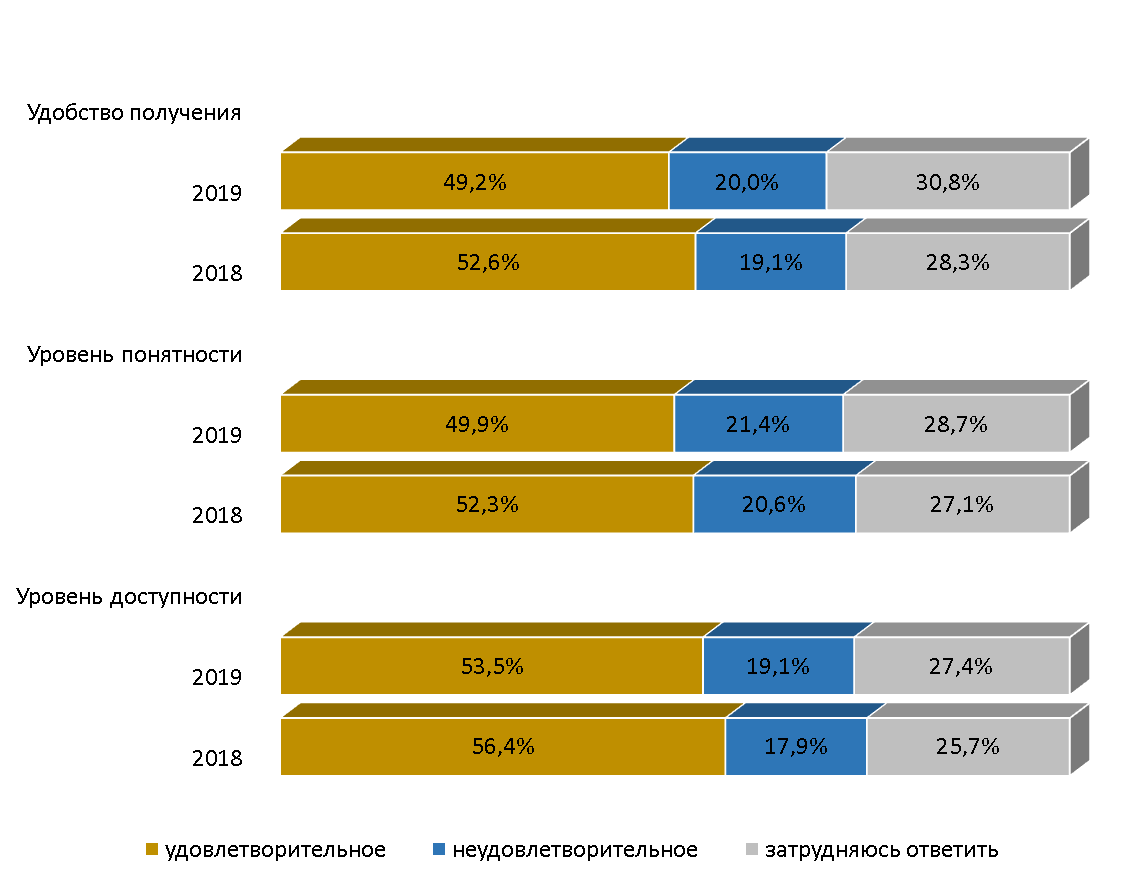 Удобство получения
2019 49,2% 20,0% 30,8%
2018 52,6% 19,1% 28,3%
Уровень понятности
2019 49,9% 21,4% 28,7%
2018 52,3% 20,6% 27,1%
Уровень доступности
2019 53,5% 19,1% 27,4%
2018 56,4% 17,9% 25,7%
удовлетворительное неудовлетворительное затрудняюсь ответить